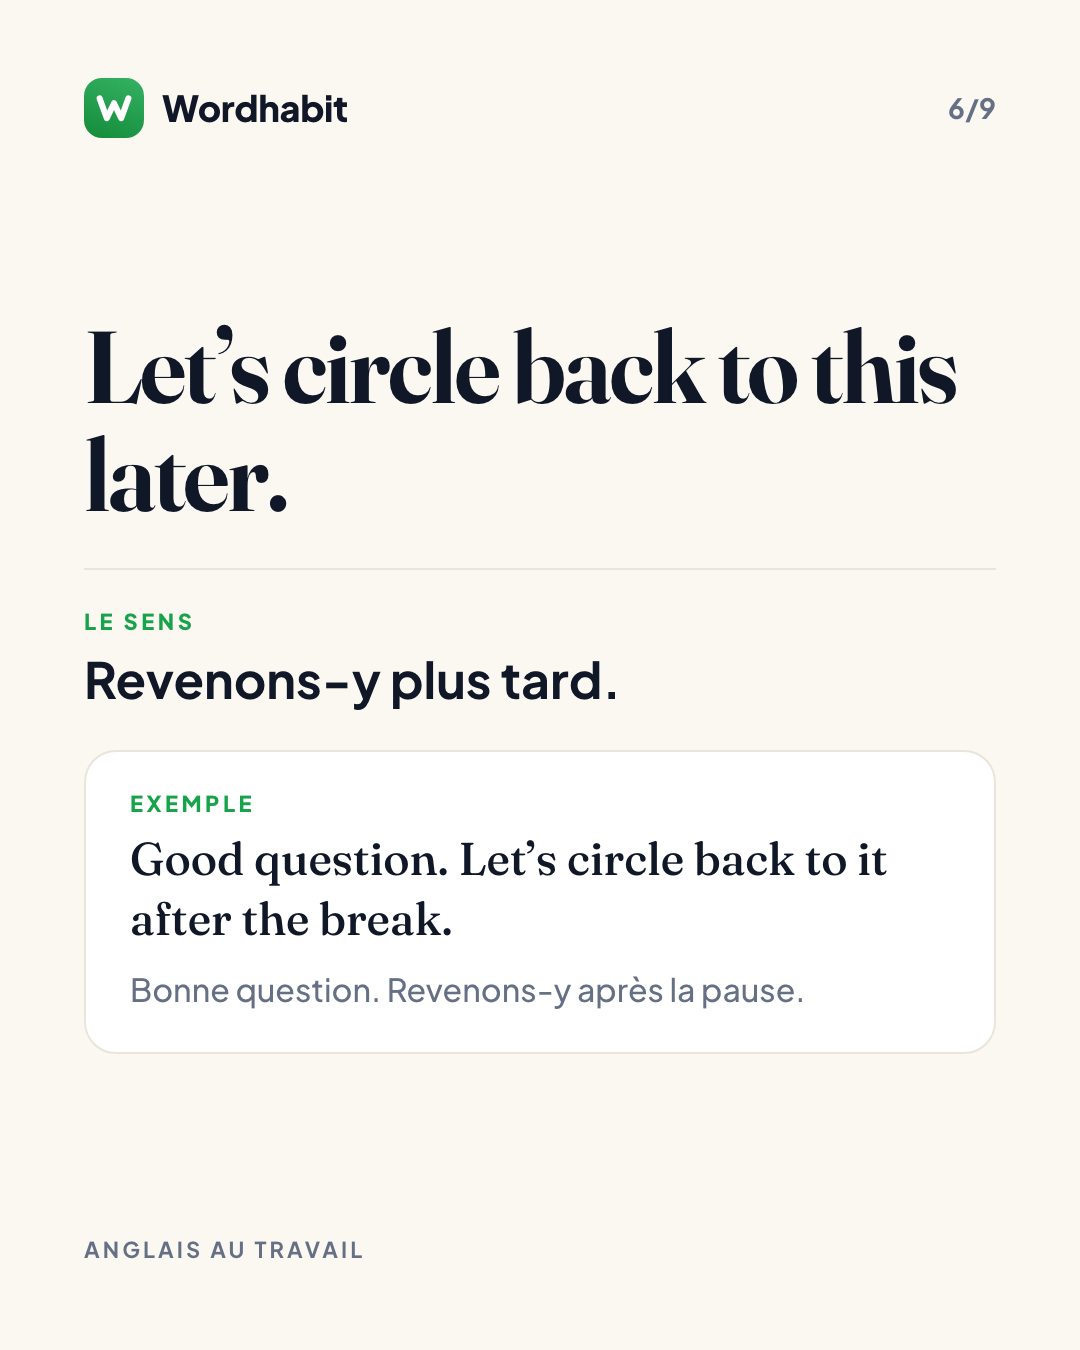 Wordhabit
6/9
Let’s circle back to this
later.
LE SENS
Revenons-y plus tard.
EXEMPLE
Good question. Let’s circle back to it
after the break.
Bonne question. Revenons-y après la pause.
ANGLAIS AU TRAVAIL